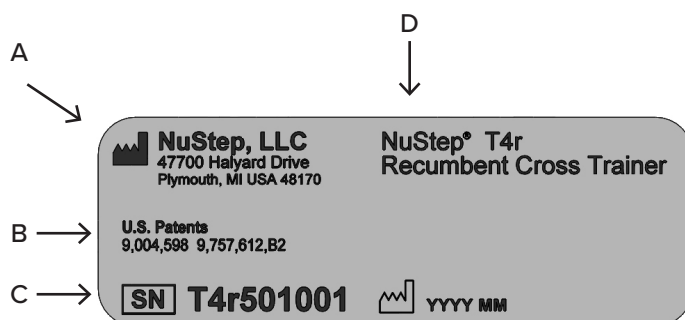 A
D
NuStep, LLC
47700 Halyard Drive
Plymouth, MI USA 48170
NuStep® T4r
Recumbent Cross Trainer
B
U.S. Patents
9,004,598 9,757,612,B2
C
SN T4r501001
YYYY MM